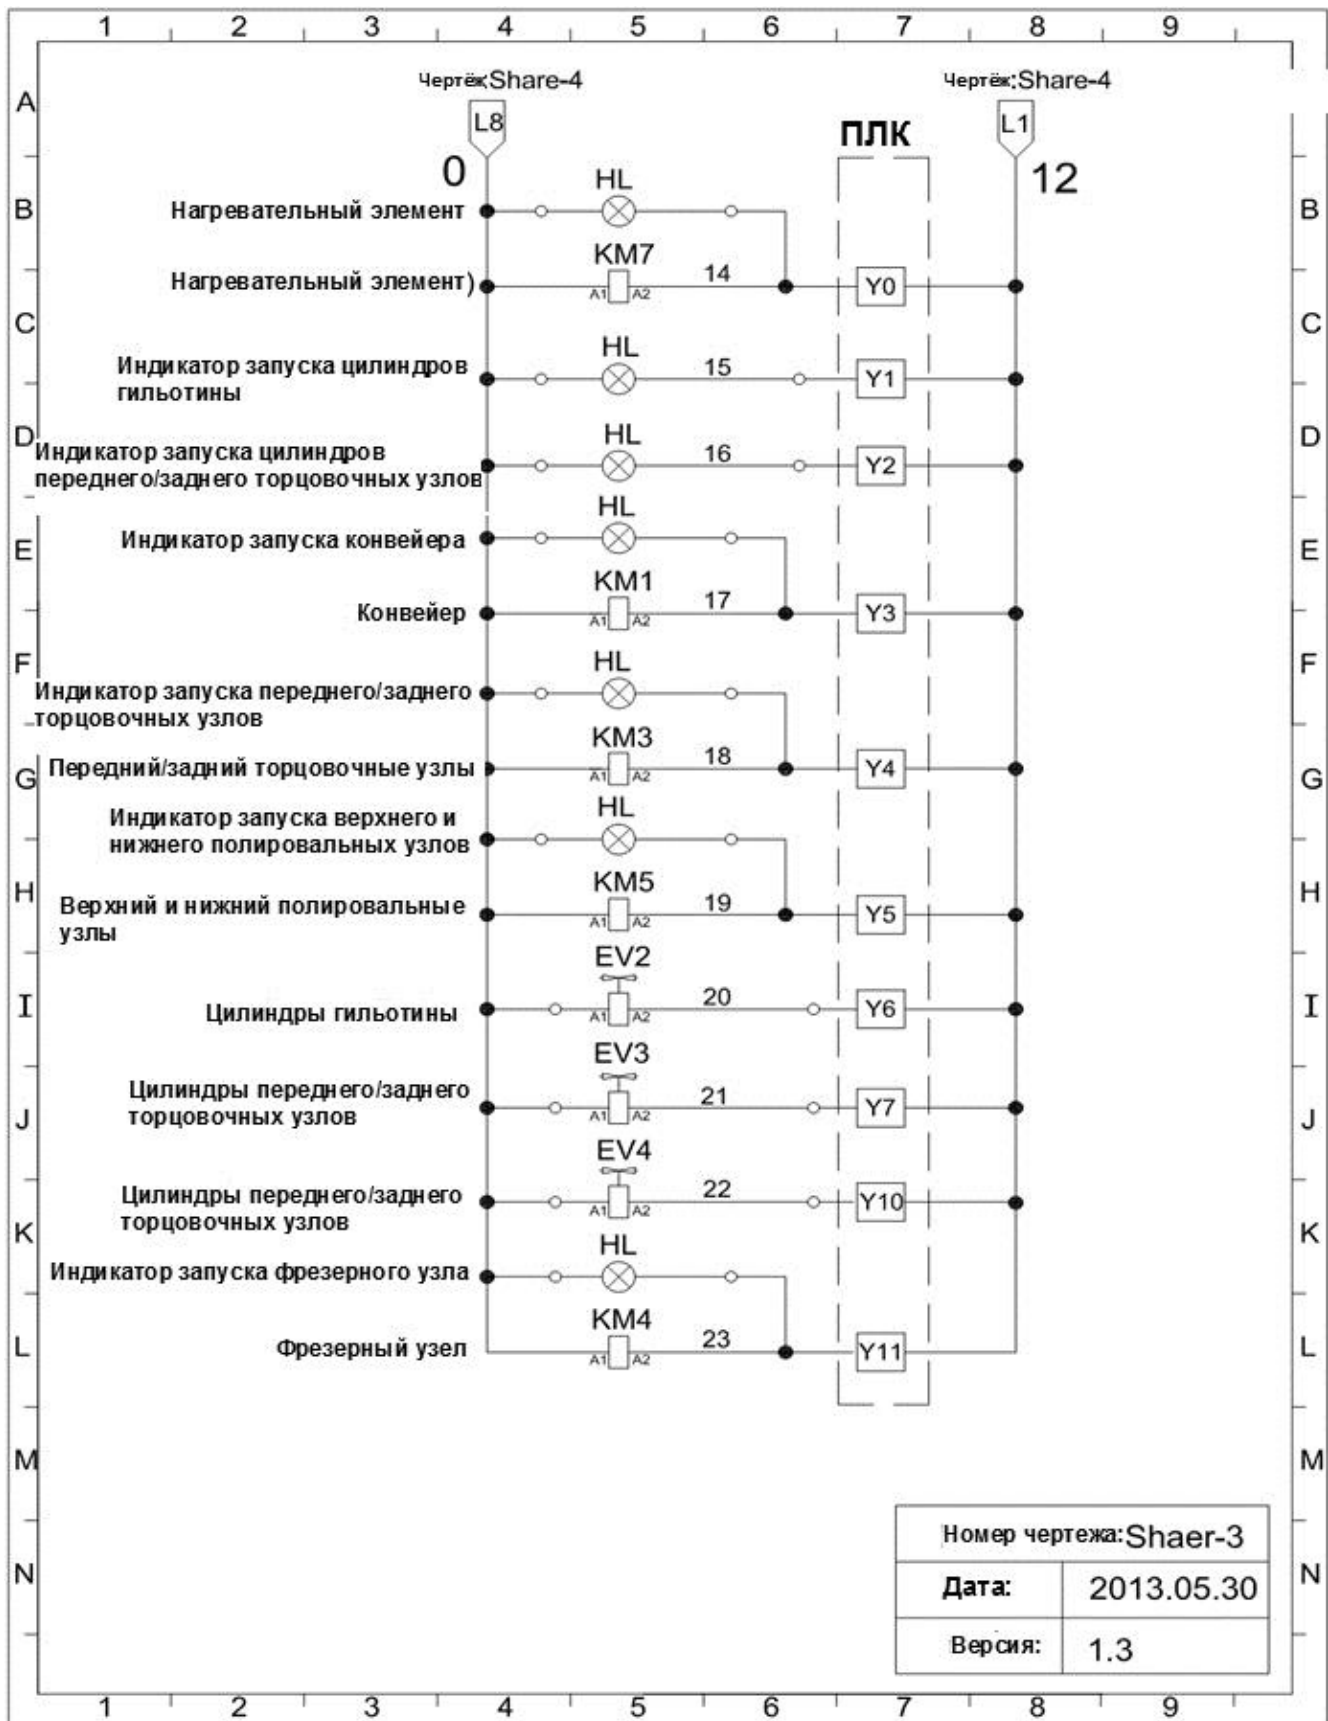 1 2 3 4 5 6 7 8 9
Чертёж:Share-4 Чертёж:Share-4
A
L8 L1
ПЛК
0 12
HL
B Нагревательный элемент B
KM7
Нагревательный элемент) 14 Y0
A1 A2
C C
HL
Индикатор запуска цилиндров 15 Y1
гильотины
HL
D D
Индикатор запуска цилиндров 16 Y2
переднего/заднего торцовочных узлов
HL
E Индикатор запуска конвейера E
KM1
Конвейер 17 Y3
A1 A2
F HL F
Индикатор запуска переднего/заднего
торцовочных узлов
KM3
G Передний/задний торцовочные узлы 18 Y4 G
A1 A2
HL
Индикатор запуска верхнего и
нижнего полировальных узлов
KM5
H H
Верхний и нижний полировальные 19 Y5
узлы A1 A2
EV2
I Цилиндры гильотины 20 Y6 I
A1 A2
EV3
Цилиндры переднего/заднего 21 Y7
торцовочных узлов A1 A2
J J
EV4
Цилиндры переднего/заднего 22 Y10
торцовочных узлов A1 A2
K K
HL
Индикатор запуска фрезерного узла
KM4
L Фрезерный узел 23 Y11 L
A1 A2
M M
Номер чертежа:Shaer-3
N Дата: 2013.05.30 N
Версия: 1.3
1 2 3 4 5 6 7 8 9